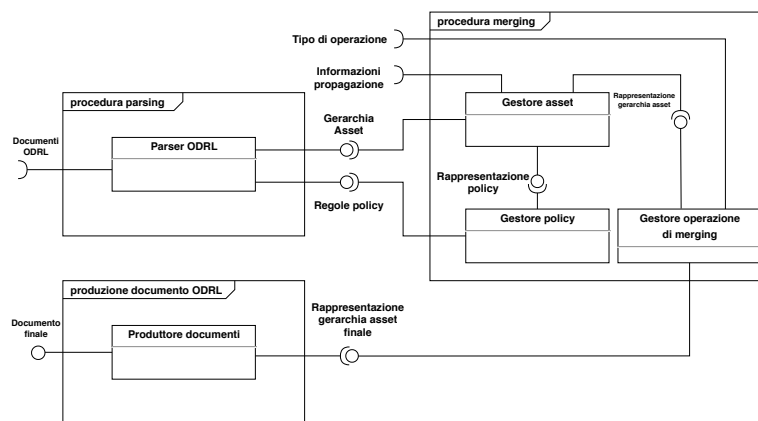 procedura merging
Tipo di operazione
Informazioni
propagazione
procedura parsing
Gestore asset
Rappresentazione
gerarchia asset
Gerarchia
Asset
Documenti
ODRL
Parser ODRL
Rappresentazione
policy
Regole policy
Gestore policy
Gestore operazione
di merging
produzione documento ODRL
Rappresentazione
gerarchia asset
finale
Documento
finale
Produttore documenti